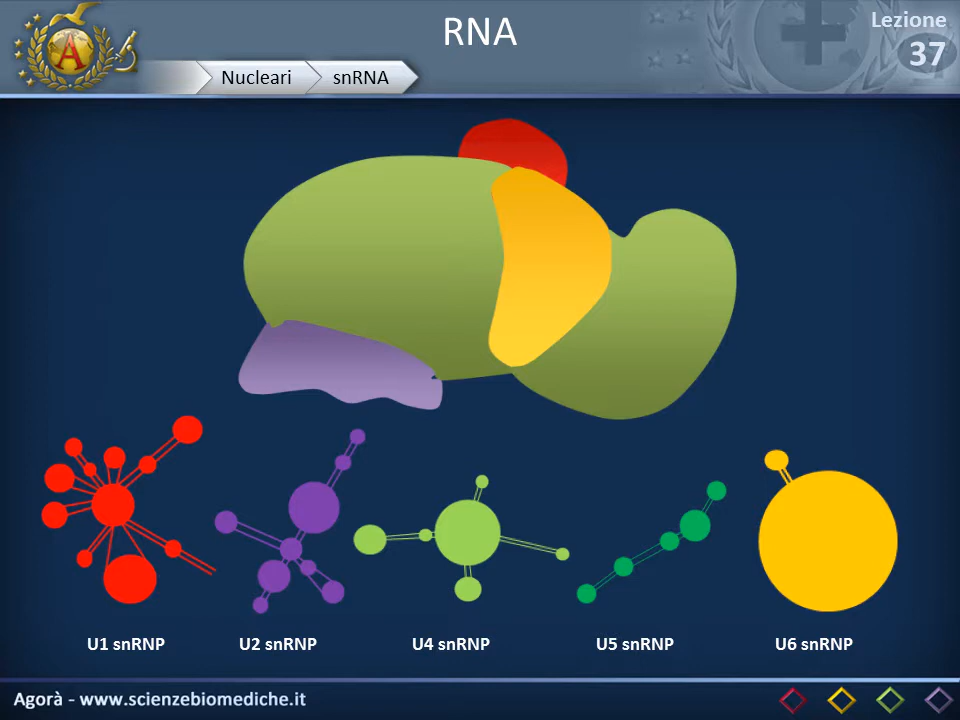 RNA
Lezione
37
A
Nucleari
snRNA
U1 snRNP
U2 snRNP
U4 snRNP
U5 snRNP
U6 snRNP
Agorà - www.scienzebiomediche.it